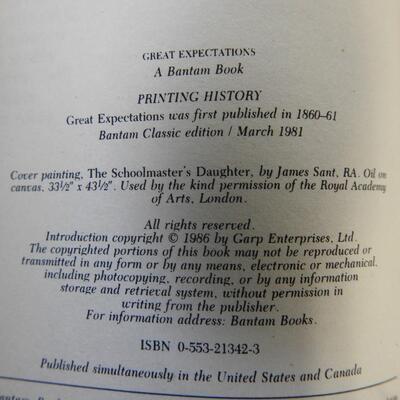 GREAT EXPECTATIONS
A Bantam Book
PRINTING HISTORY
Great Expectations was first published in 1860–61
Bantam Classic edition / March 1981
Cover painting, The Schoolmaster's Daughter, by James Sant, RA. Oil on
canvas, 33½" x 43½". Used by the kind permission of the Royal Academy
of Arts, London.
All rights reserved.
Introduction copyright © 1986 by Garp Enterprises, Ltd.
The copyrighted portions of this book may not be reproduced or
transmitted in any form or by any means, electronic or mechanical,
including photocopying, recording, or by any information
storage and retrieval system, without permission in
writing from the publisher.
For information address: Bantam Books.
ISBN 0-553-21342-3
Published simultaneously in the United States and Canada